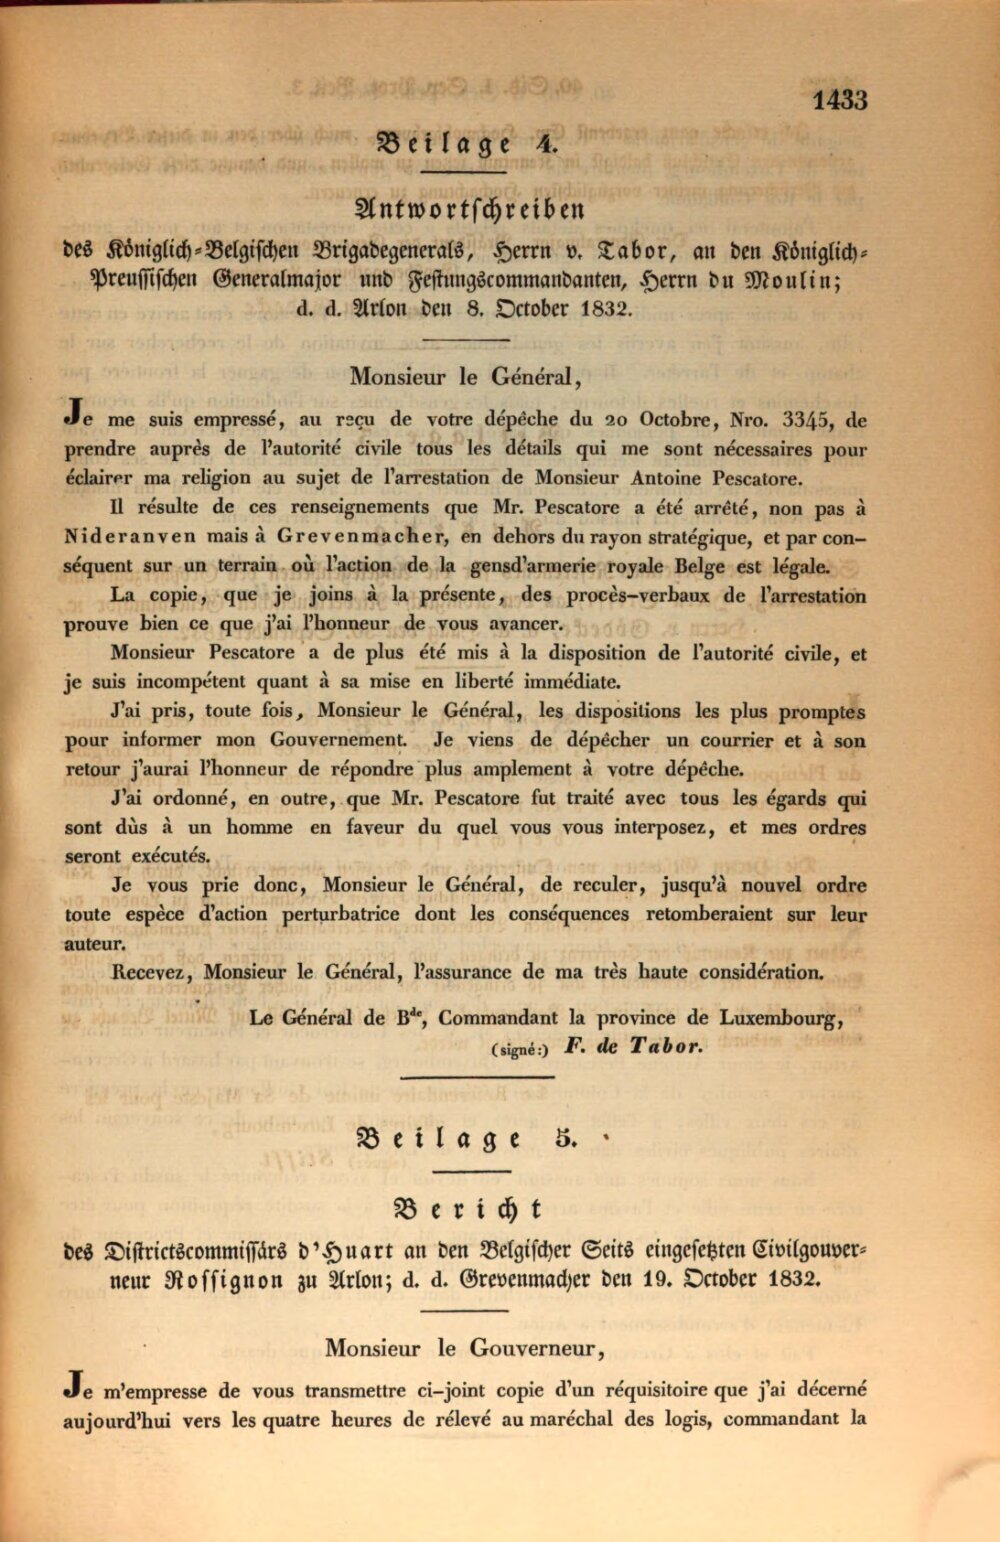 1433
Beilage 4.
Antwortschreiben
des Königlich-Belgischen Brigadegenerals, Herrn v. Tabor, an den Königlich-
Preussischen Generalmajor und Festungscommandanten, Herrn du Moulin;
d. d. Arlon den 8. October 1832.
Monsieur le Général,
Je me suis empressé, au reçu de votre dépêche du 20 Octobre, Nro. 3345, de
prendre auprès de l'autorité civile tous les détails qui me sont nécessaires pour
éclairer ma religion au sujet de l'arrestation de Monsieur Antoine Pescatore.
Il résulte de ces renseignements que Mr. Pescatore a été arrêté, non pas à
Nideranven mais à Grevenmacher, en dehors du rayon stratégique, et par con-
séquent sur un terrain où l'action de la gensd'armerie royale Belge est légale.
La copie, que je joins à la présente, des procès-verbaux de l'arrestation
prouve bien ce que j'ai l'honneur de vous avancer.
Monsieur Pescatore a de plus été mis à la disposition de l'autorité civile, et
je suis incompétent quant à sa mise en liberté immédiate.
J'ai pris, toute fois, Monsieur le Général, les dispositions les plus promptes
pour informer mon Gouvernement. Je viens de dépêcher un courrier et à son
retour j'aurai l'honneur de répondre plus amplement à votre dépêche.
J'ai ordonné, en outre, que Mr. Pescatore fut traité avec tous les égards qui
sont dùs à un homme en faveur du quel vous vous interposez, et mes ordres
seront exécutés.
Je vous prie donc, Monsieur le Général, de reculer, jusqu'à nouvel ordre
toute espèce d'action perturbatrice dont les conséquences retomberaient sur leur
auteur.
Recevez, Monsieur le Général, l'assurance de ma très haute considération.
Le Général de Bde, Commandant la province de Luxembourg,
(signé:) F. de Tabor.
Beilage 5.
Bericht
des Districtscommissärs d'Huart an den Belgischer Seits eingesetzten Civilgouver-
neur Rossignon zu Arlon; d. d. Grevenmacher den 19. October 1832.
Monsieur le Gouverneur,
Je m'empresse de vous transmettre ci-joint copie d'un réquisitoire que j'ai décerné
aujourd'hui vers les quatre heures de rélevé au maréchal des logis, commandant la